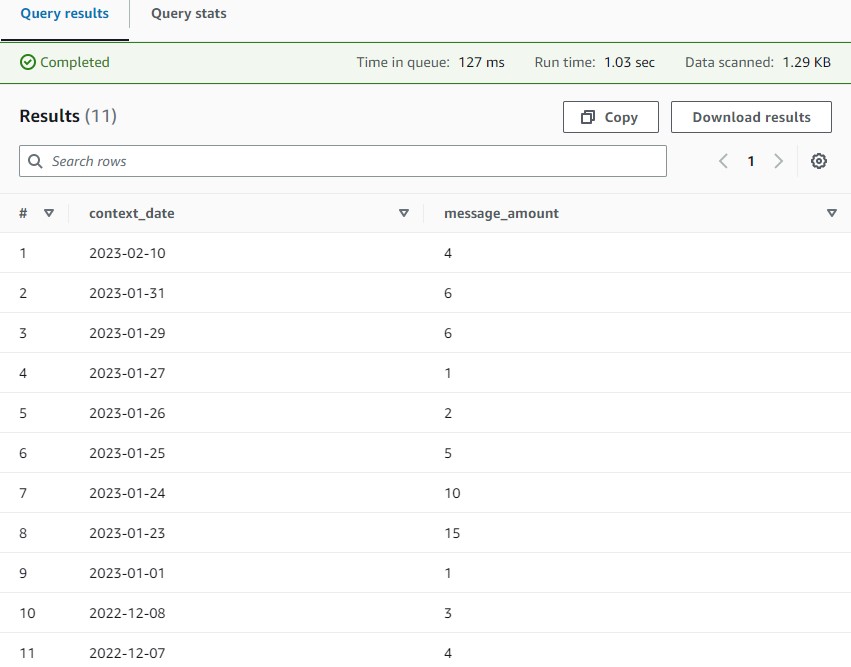 Query results Query stats
Completed Time in queue: 127 ms Run time: 1.03 sec Data scanned: 1.29 KB
Results (11) Copy Download results
Search rows 1
# context_date message_amount
1 2023-02-10 4
2 2023-01-31 6
3 2023-01-29 6
4 2023-01-27 1
5 2023-01-26 2
6 2023-01-25 5
7 2023-01-24 10
8 2023-01-23 15
9 2023-01-01 1
10 2022-12-08 3
11 2022-12-07 4